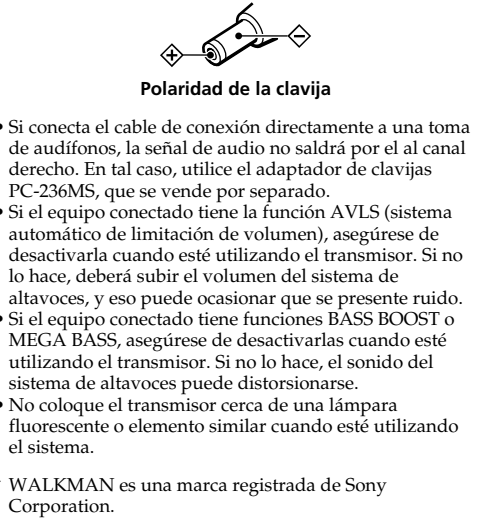 Polaridad de la clavija
• Si conecta el cable de conexión directamente a una toma
de audífonos, la señal de audio no saldrá por el al canal
derecho. En tal caso, utilice el adaptador de clavijas
PC-236MS, que se vende por separado.
• Si el equipo conectado tiene la función AVLS (sistema
automático de limitación de volumen), asegúrese de
desactivarla cuando esté utilizando el transmisor. Si no
lo hace, deberá subir el volumen del sistema de
altavoces, y eso puede ocasionar que se presente ruido.
• Si el equipo conectado tiene funciones BASS BOOST o
MEGA BASS, asegúrese de desactivarlas cuando esté
utilizando el transmisor. Si no lo hace, el sonido del
sistema de altavoces puede distorsionarse.
• No coloque el transmisor cerca de una lámpara
fluorescente o elemento similar cuando esté utilizando
el sistema.
WALKMAN es una marca registrada de Sony
Corporation.